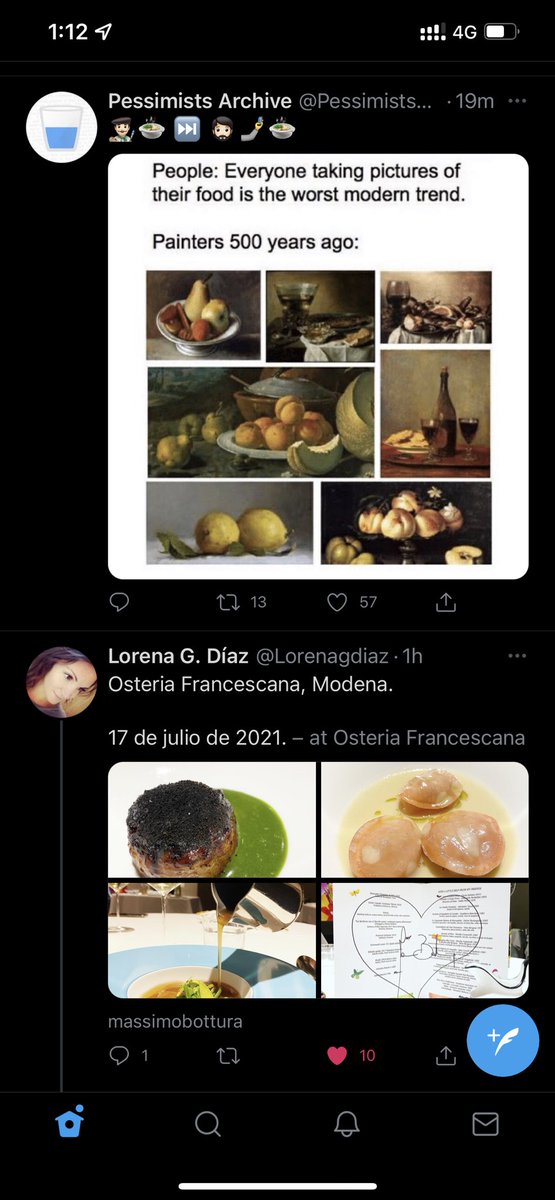 1:12
4G
Pessimists Archive @Pessimists... · 19m
People: Everyone taking pictures of
their food is the worst modern trend.
Painters 500 years ago:
13
57
Lorena G. Díaz @Lorenagdiaz · 1h
Osteria Francescana, Modena.
17 de julio de 2021. – at Osteria Francescana
massimobottura
1
10